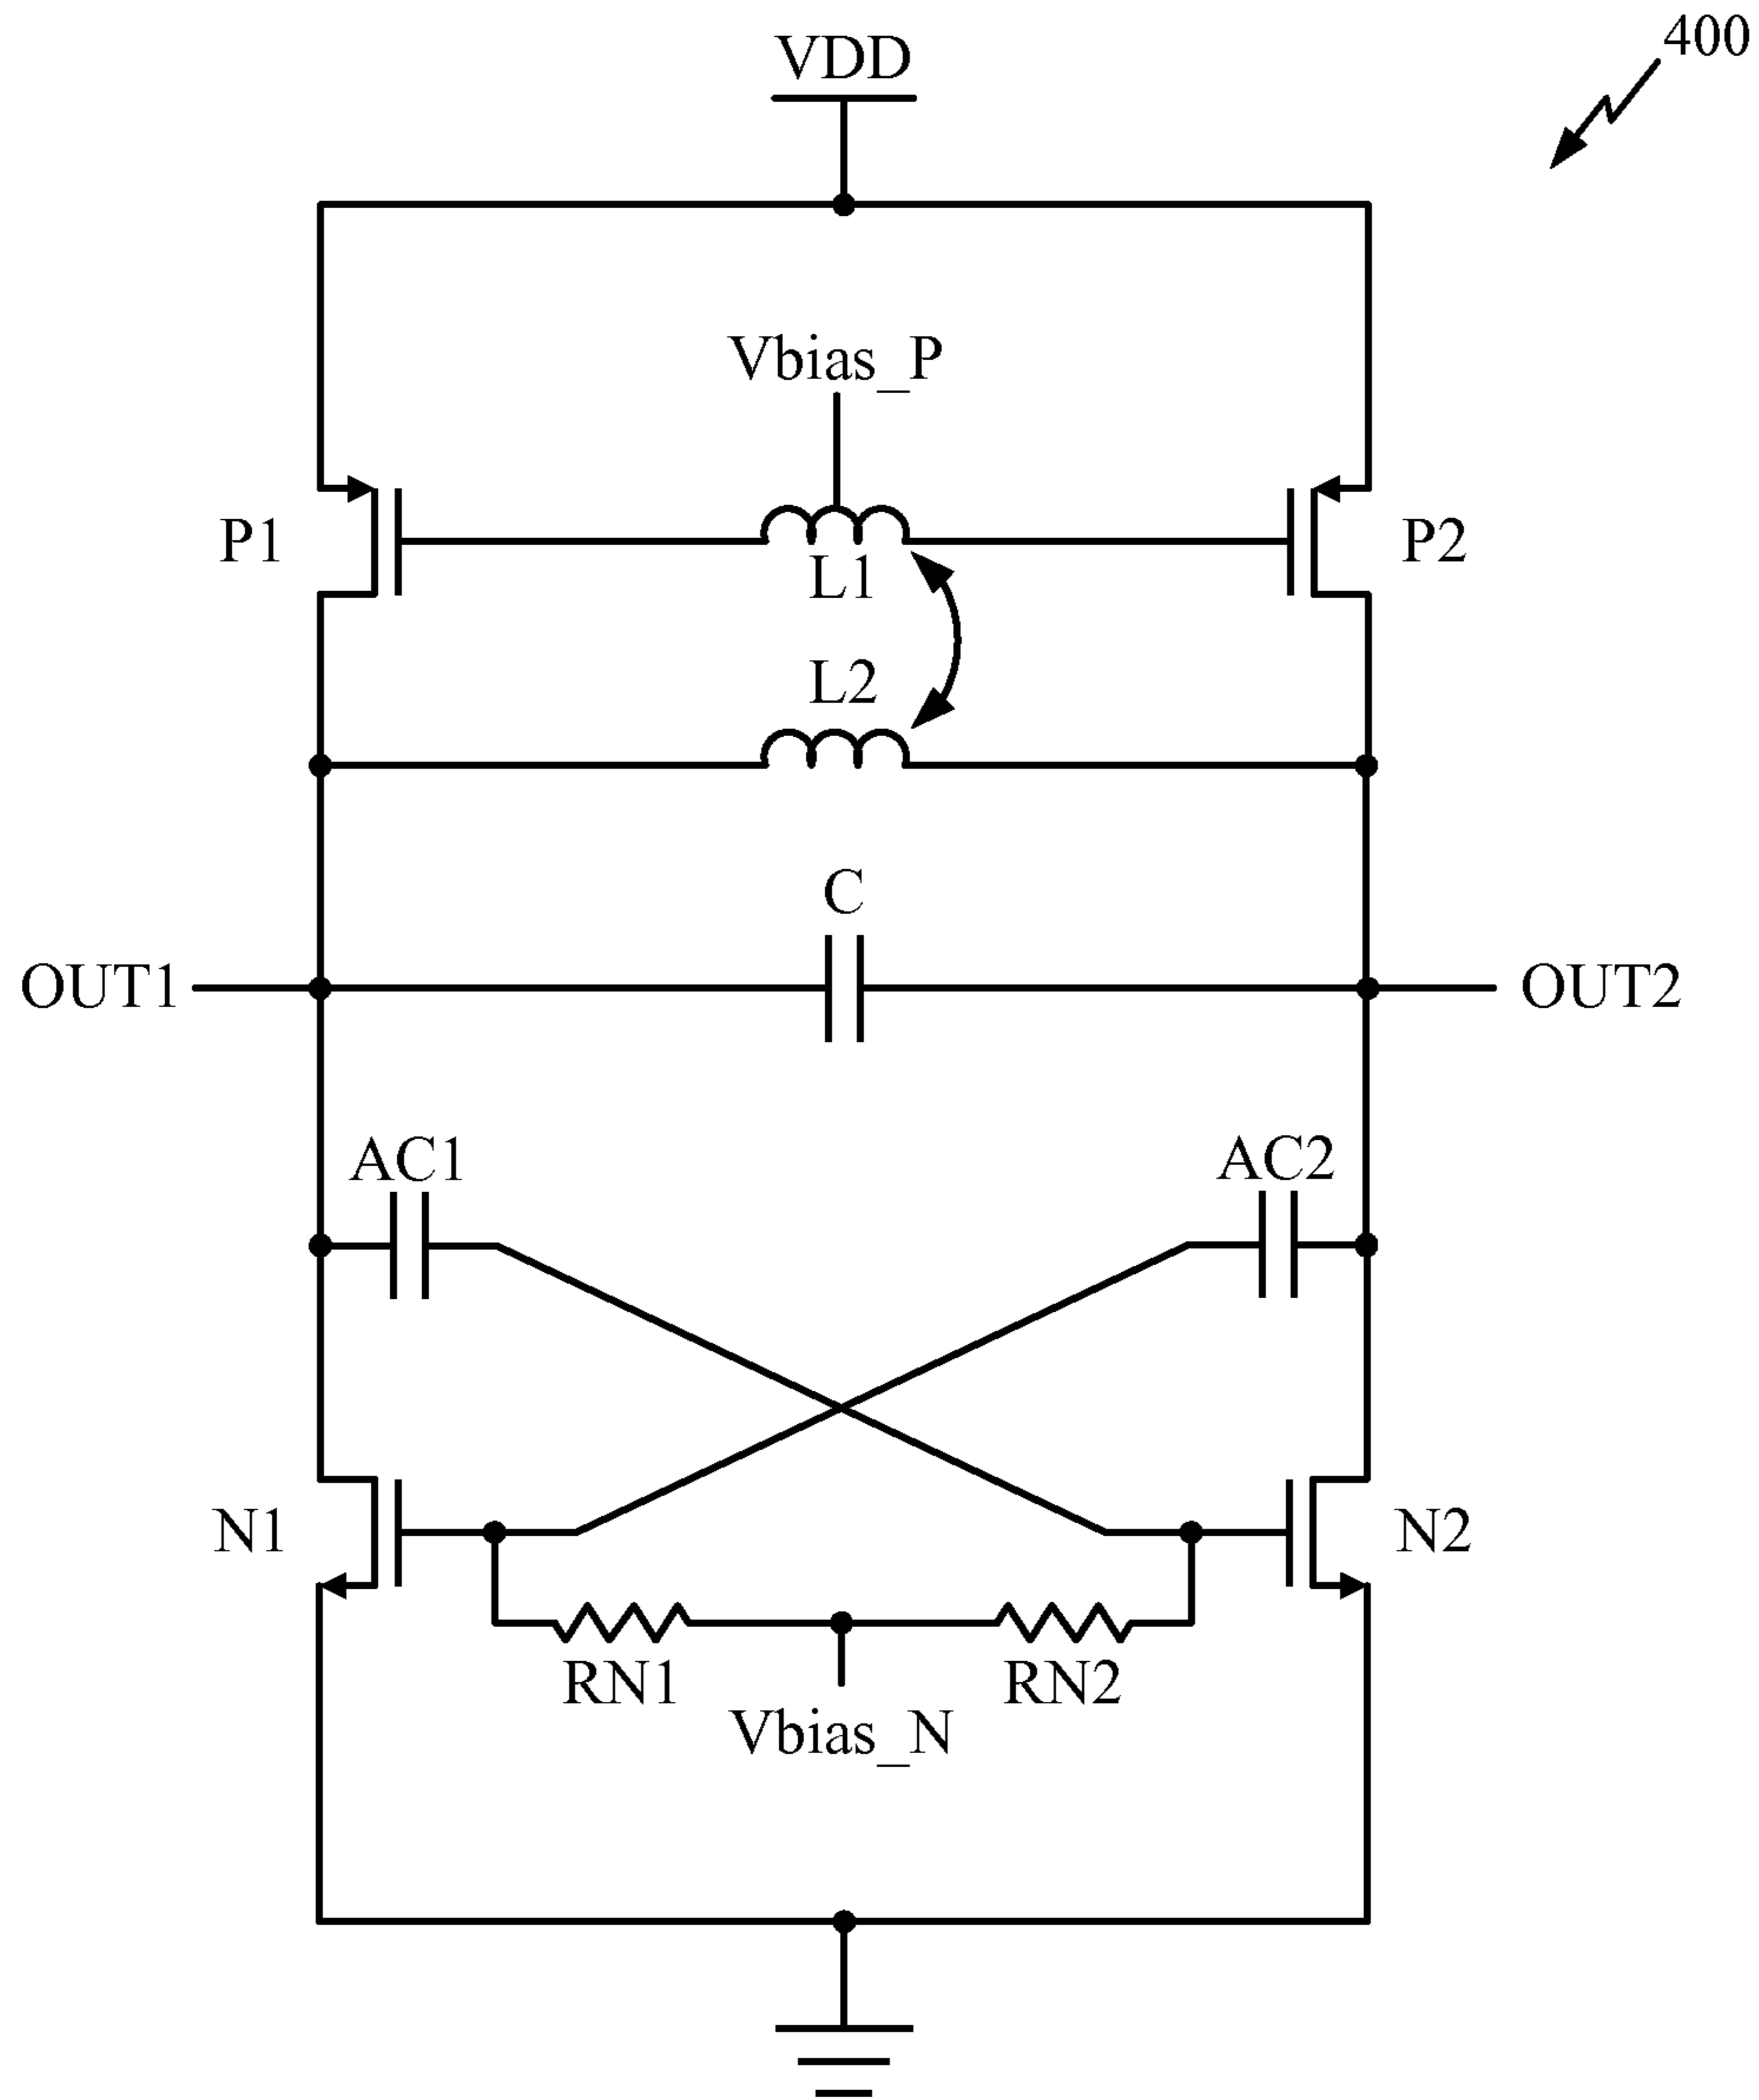 400
VDD
Vbias_P
P1
P2
L1
L2
C
OUT1
OUT2
AC1
AC2
N1
N2
RN1
RN2
Vbias_N